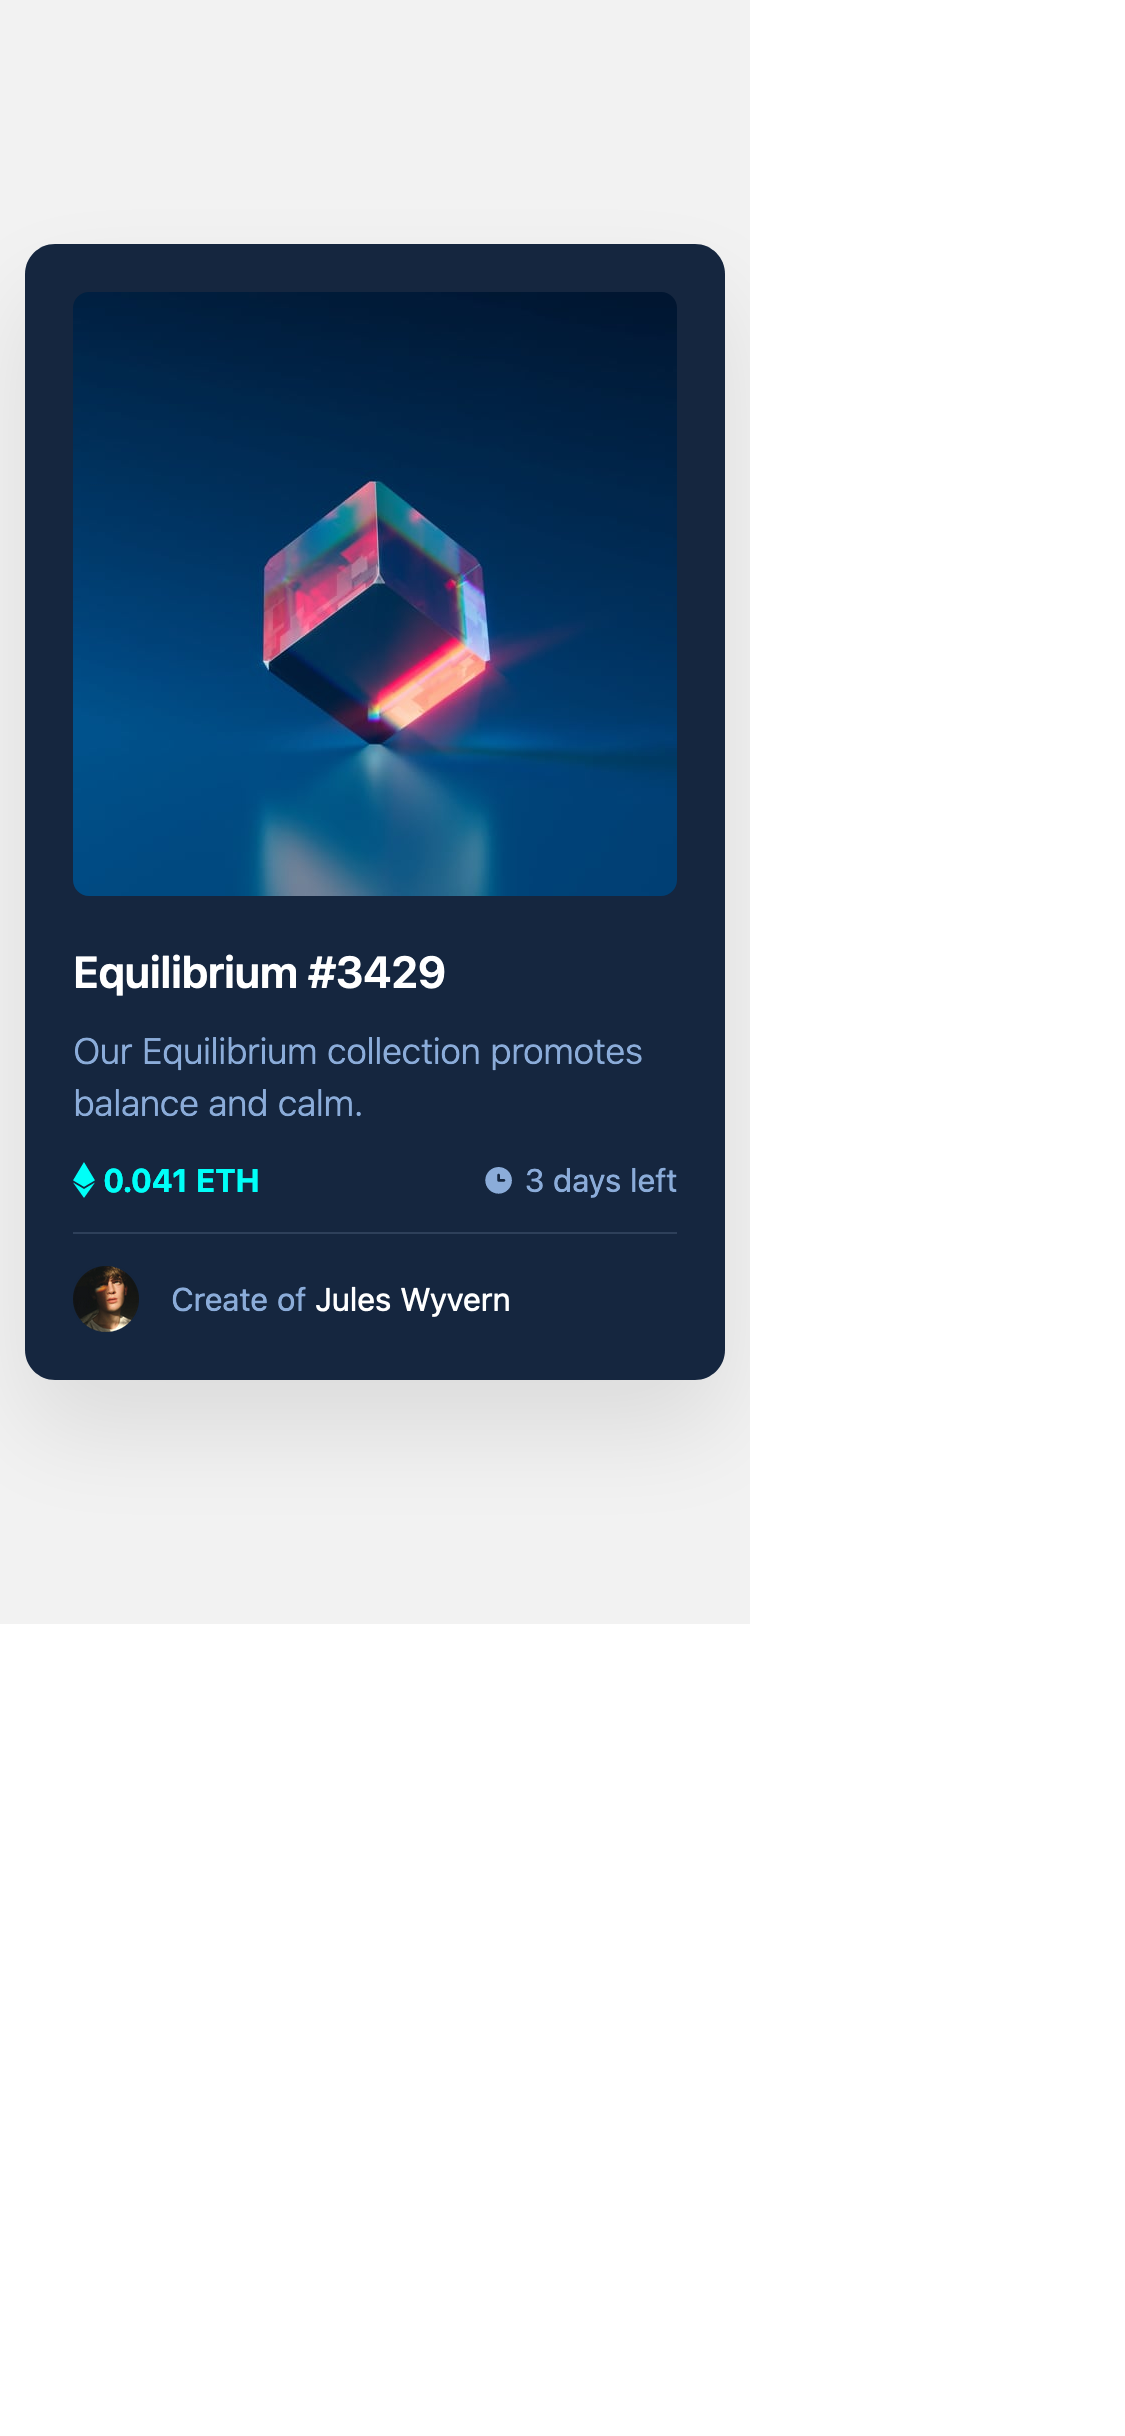 Equilibrium #3429
Our Equilibrium collection promotes
balance and calm.
0.041 ETH
3 days left
Create of Jules Wyvern